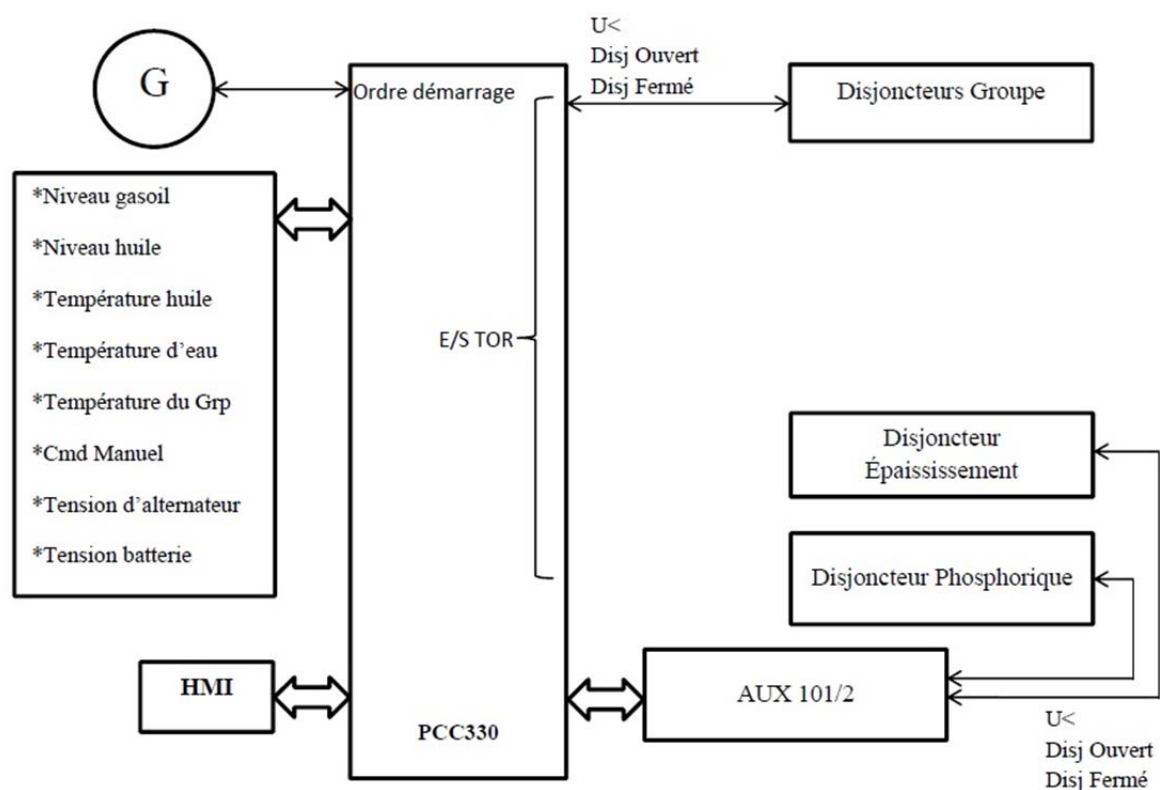 G
Ordre démarrage
U<
Disj Ouvert
Disj Fermé
Disjoncteurs Groupe
*Niveau gasoil
*Niveau huile
*Température huile
*Température d’eau
*Température du Grp
*Cmd Manuel
*Tension d’alternateur
*Tension batterie
E/S TOR
Disjoncteur
Épaississement
Disjoncteur Phosphorique
HMI
PCC330
AUX 101/2
U<
Disj Ouvert
Disj Fermé